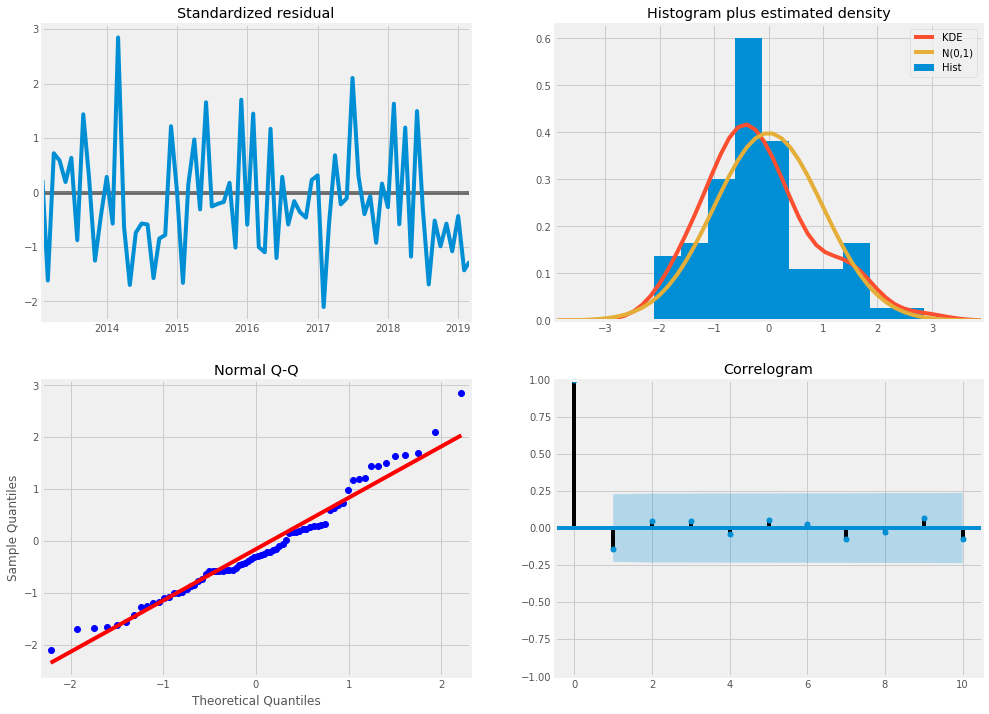 Standardized residual
3
2
1
0
−1
−2
2014 2015 2016 2017 2018 2019
Histogram plus estimated density
0.6
0.5
0.4
0.3
0.2
0.1
0.0
−3 −2 −1 0 1 2 3
KDE
N(0,1)
Hist
Normal Q-Q
Sample Quantiles
3
2
1
0
−1
−2
−2 −1 0 1 2
Theoretical Quantiles
Correlogram
1.00
0.75
0.50
0.25
0.00
−0.25
−0.50
−0.75
−1.00
0 2 4 6 8 10